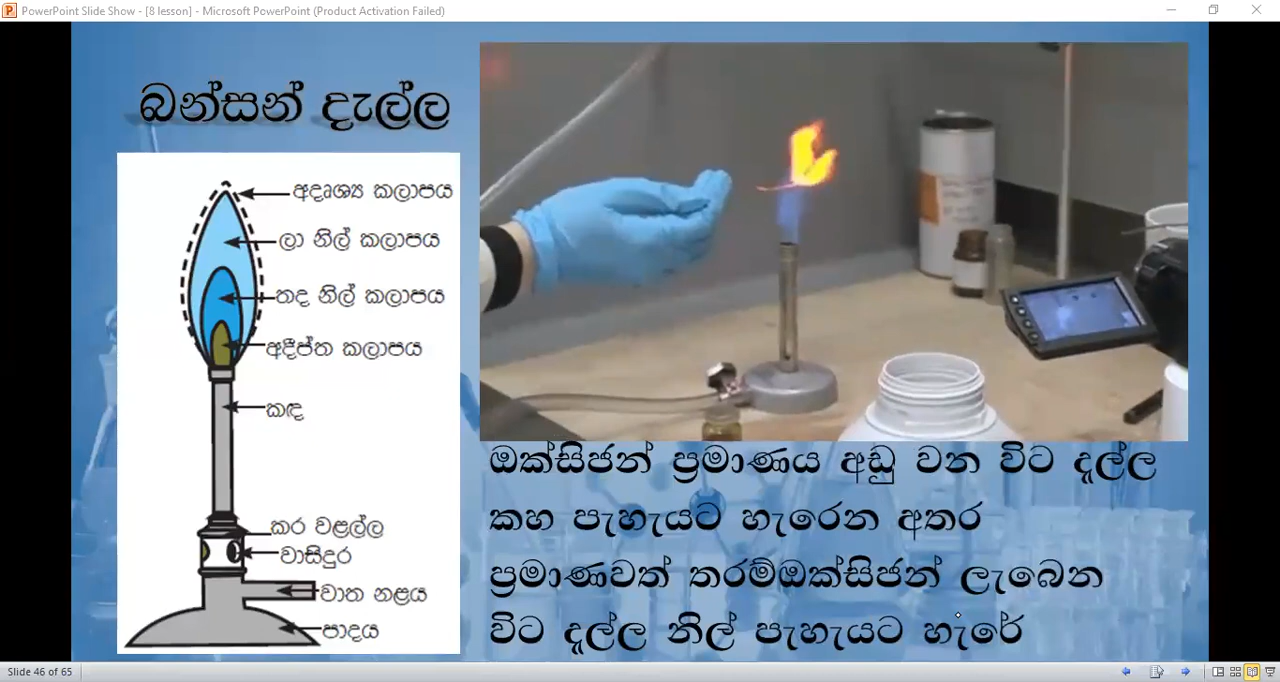 PowerPoint Slide Show - [8 lesson] - Microsoft PowerPoint (Product Activation Failed)
බන්සන් දැල්ල
අදෘශ්‍ය කලාපය
ලා නිල් කලාපය
තද නිල් කලාපය
අදීප්ත කලාපය
කඳ
කර වළල්ල
වාසිදුර
වාත නළය
පාදය
ඔක්සිජන් ප්‍රමාණය අඩු වන විට දූල්ල
කහ පැහැයට හැරෙන අතර
ප්‍රමාණවත් තරම්ඔක්සිජන් ලැබෙන
විට දූල්ල නිල් පැහැයට හැරේ
Slide 46 of 65